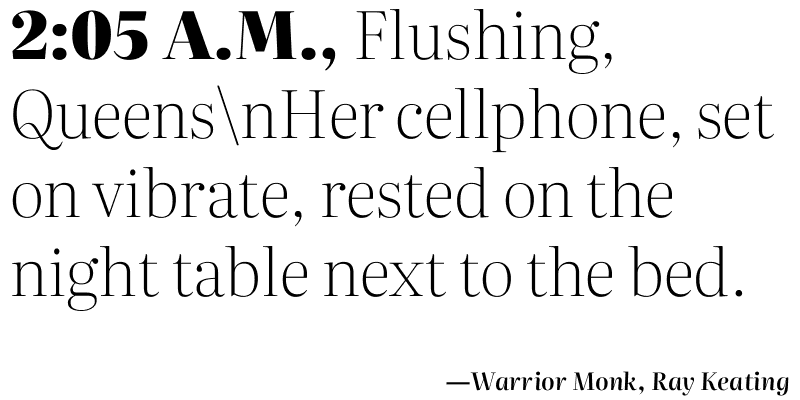 2:05 A.M., Flushing,
Queens\nHer cellphone, set
on vibrate, rested on the
night table next to the bed.
—Warrior Monk, Ray Keating